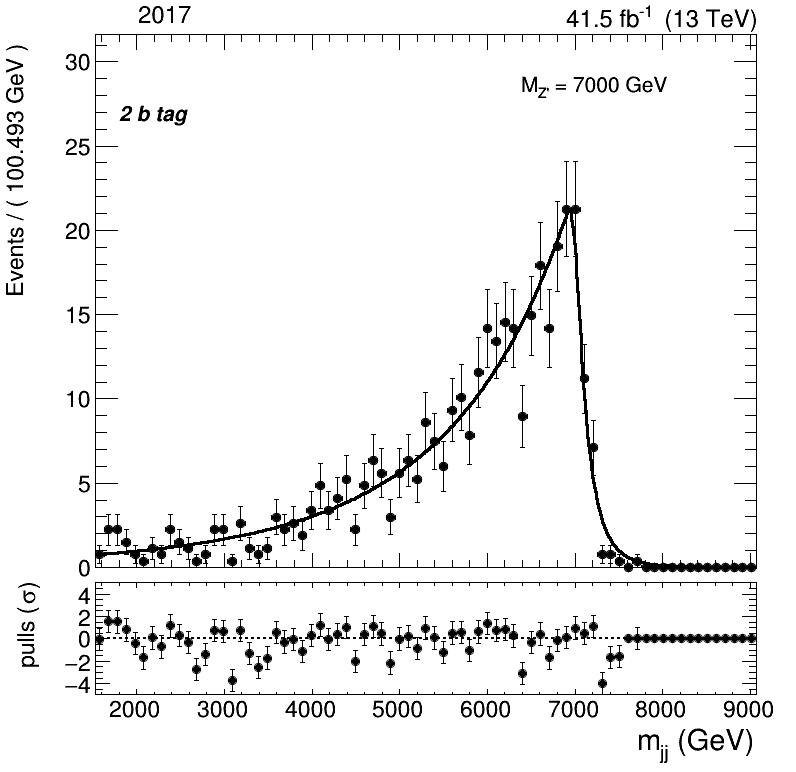 2017 41.5 fb⁻¹ (13 TeV)
Events / ( 100.493 GeV )
30
25
20
15
10
5
0
M_Z' = 7000 GeV
2 b tag
pulls (σ)
4
2
0
−2
−4
2000 3000 4000 5000 6000 7000 8000 9000
m_jj (GeV)